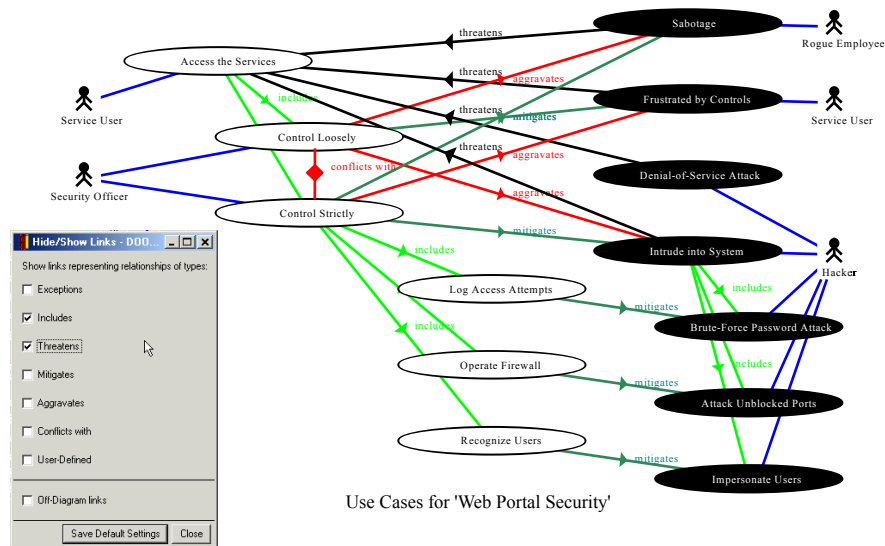 Sabotage
threatens
Rogue Employee
Access the Services
threatens
aggravates
includes
Frustrated by Controls
Service User
threatens
mitigates
Service User
Control Loosely
threatens
aggravates
conflicts with
Denial-of-Service Attack
Security Officer
aggravates
Control Strictly
mitigates
Hide/Show Links - DOO...
Intrude into System
includes
Hacker
Show links representing relationships of types:
Exceptions
Log Access Attempts
includes
mitigates
Includes
includes
Brute-Force Password Attack
Threatens
includes
Operate Firewall
Mitigates
mitigates
Attack Unblocked Ports
Aggravates
Conflicts with
Recognize Users
User-Defined
mitigates
Impersonate Users
Off-Diagram links
Use Cases for 'Web Portal Security'
Save Default Settings
Close